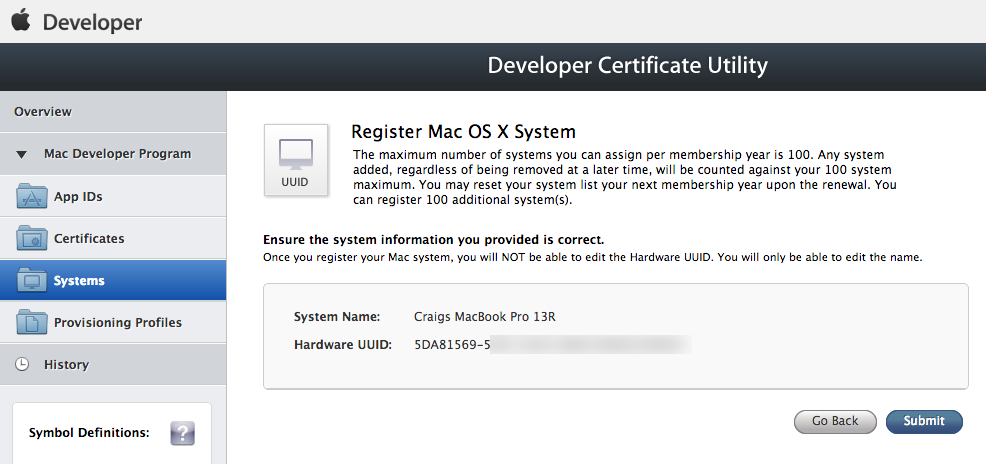 Developer
Developer Certificate Utility
Overview
Mac Developer Program
App IDs
Certificates
Systems
Provisioning Profiles
History
Symbol Definitions:
?
UUID
Register Mac OS X System
The maximum number of systems you can assign per membership year is 100. Any system
added, regardless of being removed at a later time, will be counted against your 100 system
maximum. You may reset your system list your next membership year upon the renewal. You
can register 100 additional system(s).
Ensure the system information you provided is correct.
Once you register your Mac system, you will NOT be able to edit the Hardware UUID. You will only be able to edit the name.
System Name: Craigs MacBook Pro 13R
Hardware UUID: 5DA81569-5
Go Back
Submit